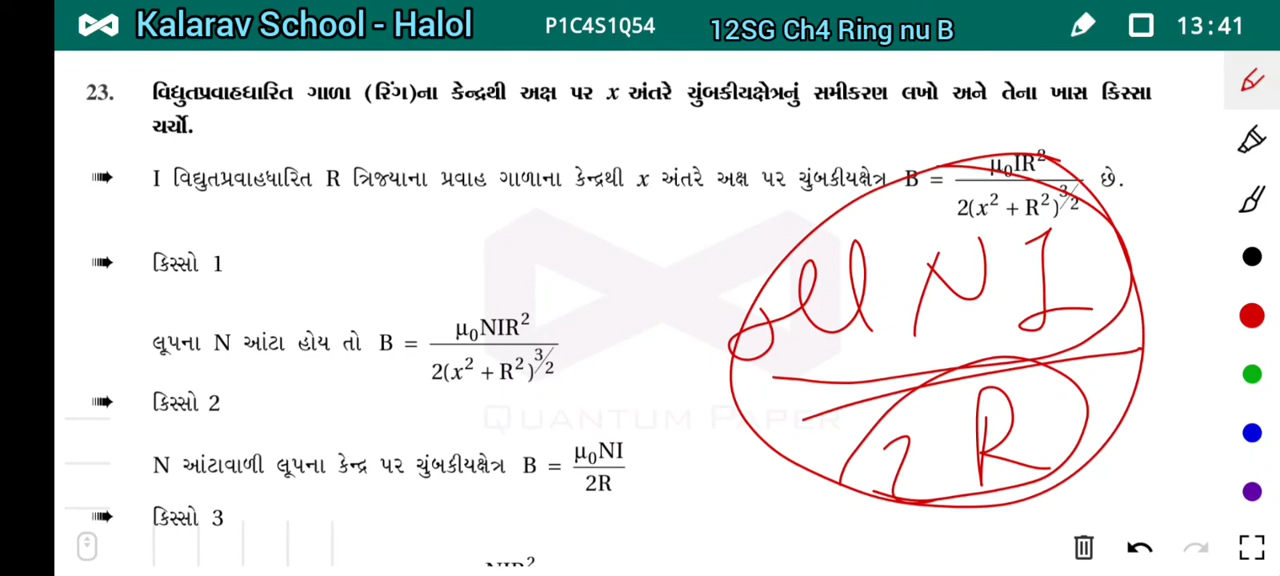 Kalarav School - Halol P1C4S1Q54 12SG Ch4 Ring nu B 13:41
23. વિદ્યુતપ્રવાહધારિત ગાળા (રિંગ)ના કેન્દ્રથી અક્ષ પર x અંતરે ચુંબકીયક્ષેત્રનું સમીકરણ લખો અને તેના ખાસ કિસ્સા
ચર્ચો.
I વિદ્યુતપ્રવાહધારિત R ત્રિજ્યાના પ્રવાહ ગાળાના કેન્દ્રથી x અંતરે અક્ષ પર ચુંબકીયક્ષેત્ર B = μ₀IR² / 2(x² + R²)^3/2 છે.
કિસ્સો 1
લૂપના N આંટા હોય તો B = μ₀NIR² / 2(x² + R²)^3/2
કિસ્સો 2
QUANTUM PAPER
N આંટાવાળી લૂપના કેન્દ્ર પર ચુંબકીયક્ષેત્ર B = μ₀NI / 2R
કિસ્સો 3
N I
2 R